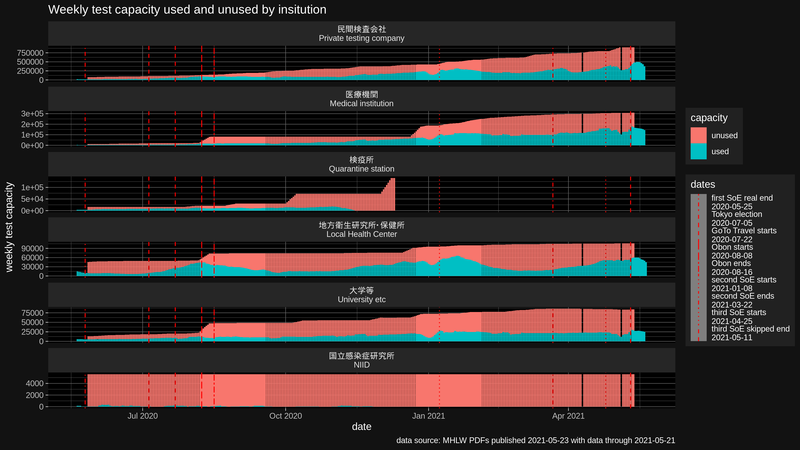 Weekly test capacity used and unused by insitution
民間検査会社
Private testing company
750000
500000
250000
0
医療機関
Medical institution
3e+05
2e+05
1e+05
0e+00
検疫所
Quarantine station
1e+05
5e+04
0e+00
地方衛生研究所・保健所
Local Health Center
90000
60000
30000
0
大学等
University etc
75000
50000
25000
0
国立感染症研究所
NIID
4000
2000
0
Jul 2020
Oct 2020
Jan 2021
Apr 2021
date
weekly test capacity
capacity
unused
used
dates
first SoE real end
2020-05-25
Tokyo election
2020-07-05
GoTo Travel starts
2020-07-22
Obon starts
2020-08-08
Obon ends
2020-08-16
second SoE starts
2021-01-08
second SoE ends
2021-03-22
third SoE starts
2021-04-25
third SoE skipped end
2021-05-11
data source: MHLW PDFs published 2021-05-23 with data through 2021-05-21